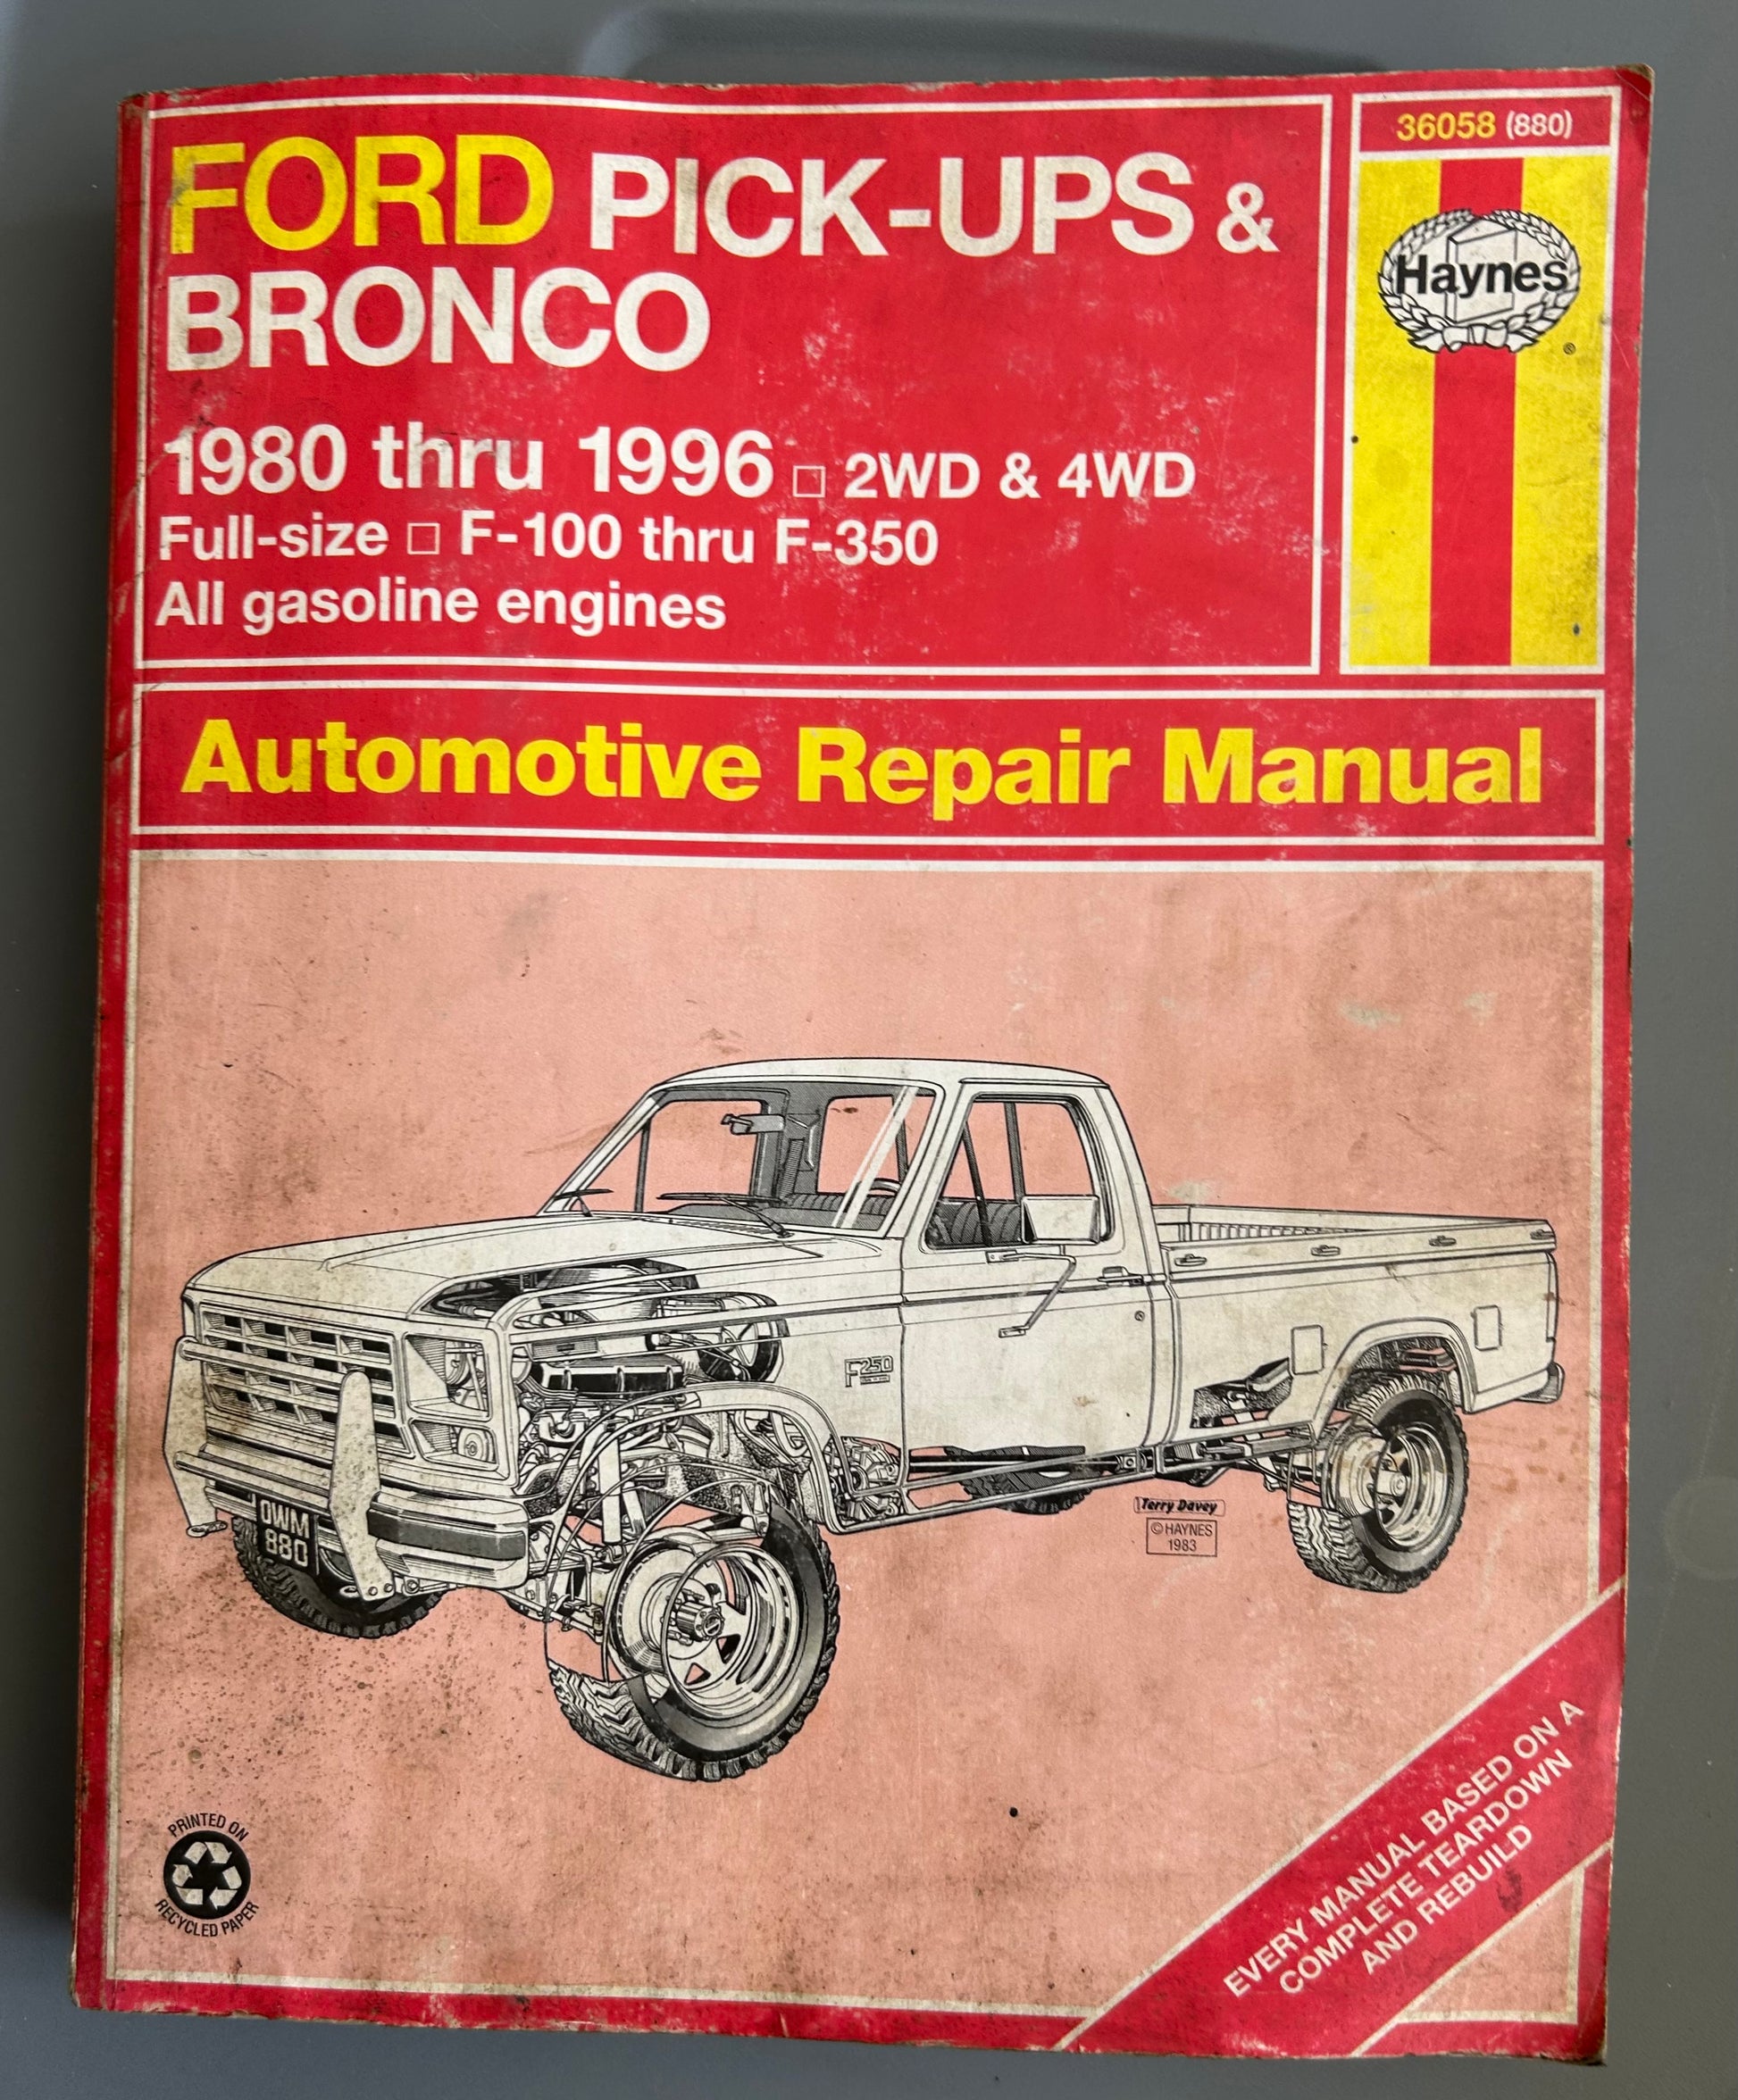 FORD PICK-UPS &
BRONCO
1980 thru 1996 □ 2WD & 4WD
Full-size □ F-100 thru F-350
All gasoline engines
36058 (880)
Haynes
®
Automotive Repair Manual
F250
OWM
880
Terry Davey
© HAYNES
1983
PRINTED ON
RECYCLED PAPER
EVERY MANUAL BASED ON A
COMPLETE TEARDOWN
AND REBUILD